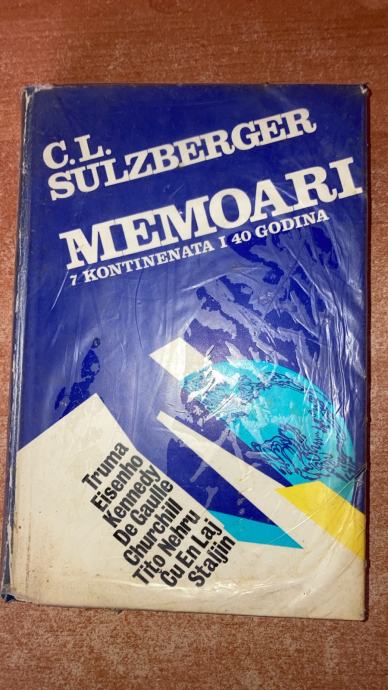 C.L.
SULZBERGER
MEMOARI
7 KONTINENATA I 40 GODINA
Truma
Eisenho
Kennedy
De Gaulle
Churchill
Tito Nehru
Ču En Laj
Staljin